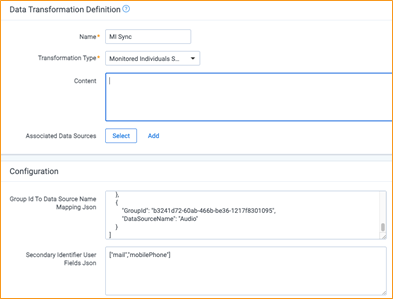 Data Transformation Definition
Name* MI Sync
Transformation Type* Monitored Individuals S...
Content
Associated Data Sources Select Add
Configuration
Group Id To Data Source Name
Mapping Json
},
{
"GroupId": "b3241d72-60ab-466b-be36-1217f8301095",
"DataSourceName": "Audio"
}
]
Secondary Identifier User
Fields Json
["mail","mobilePhone"]